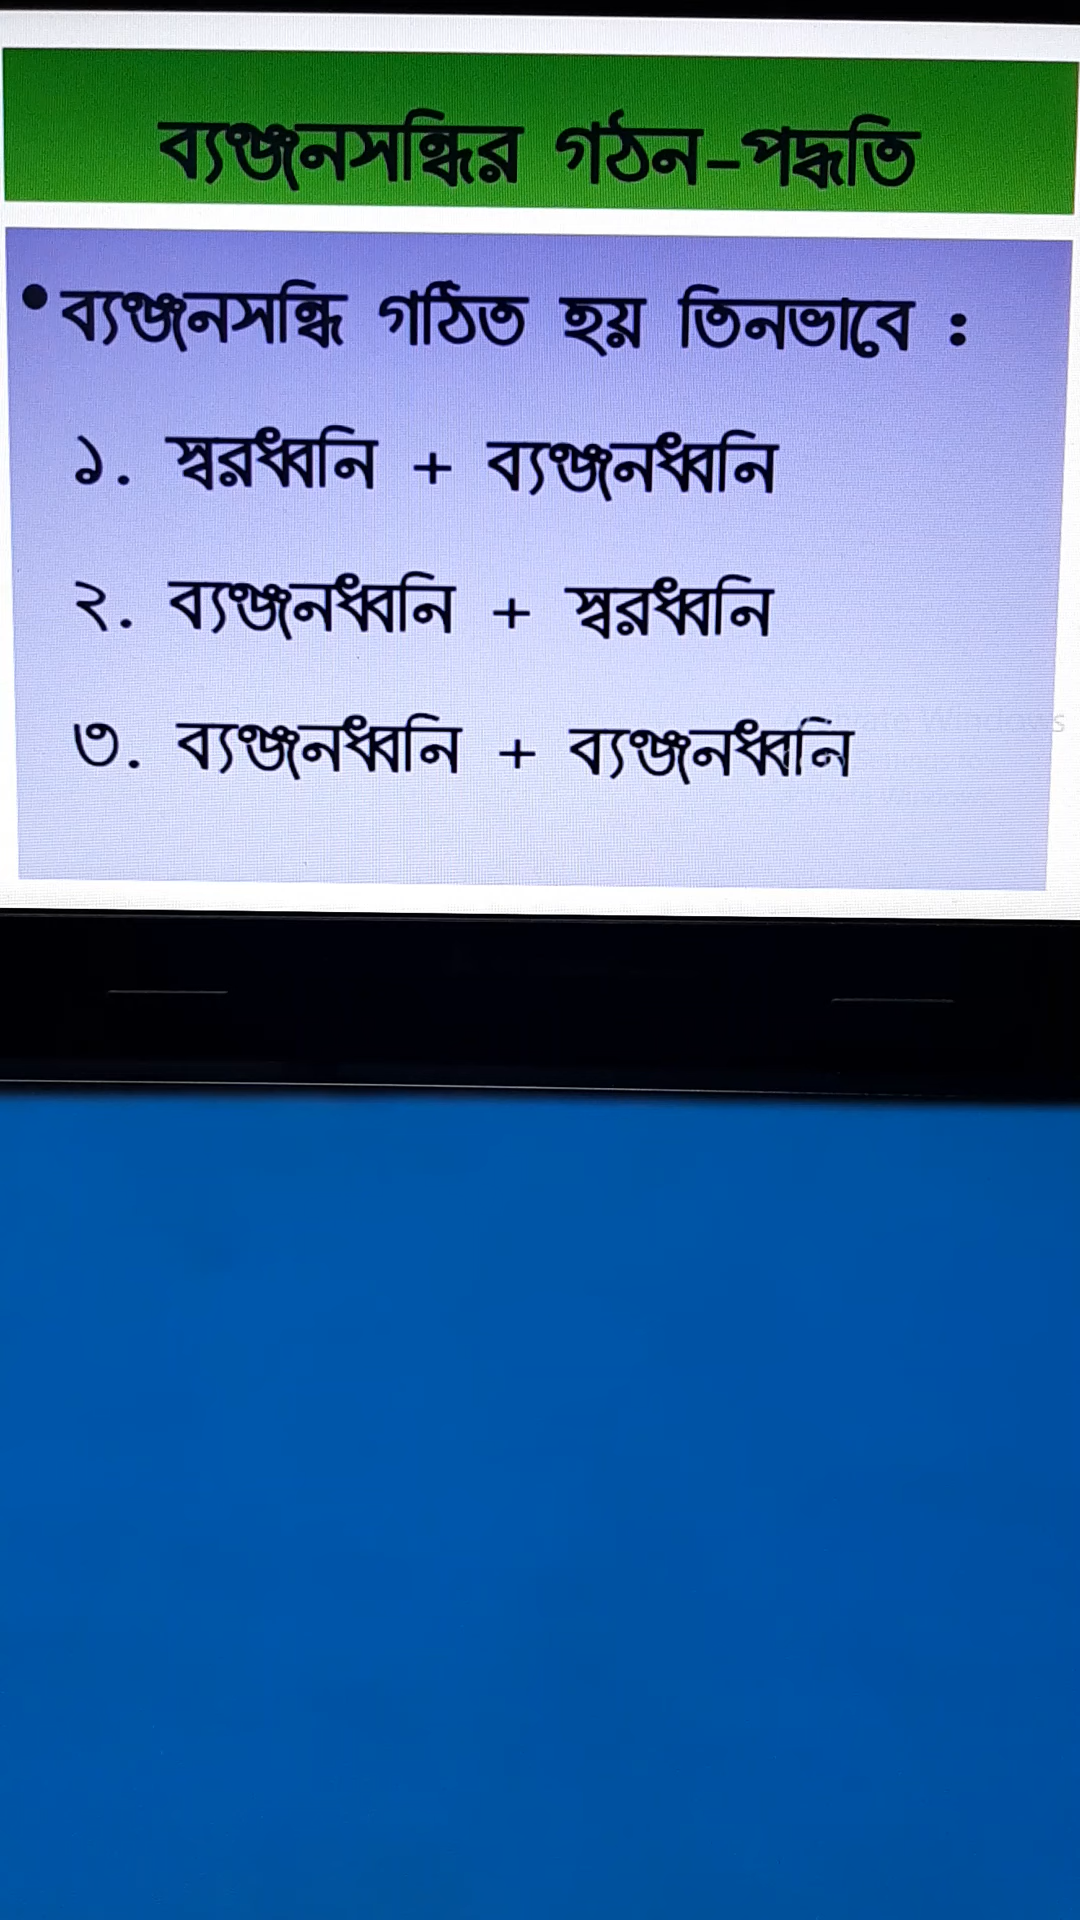 ব্যঞ্জনসন্ধির গঠন-পদ্ধতি
• ব্যঞ্জনসন্ধি গঠিত হয় তিনভাবে :
১. স্বরধ্বনি + ব্যঞ্জনধ্বনি
২. ব্যঞ্জনধ্বনি + স্বরধ্বনি
৩. ব্যঞ্জনধ্বনি + ব্যঞ্জনধ্বনি